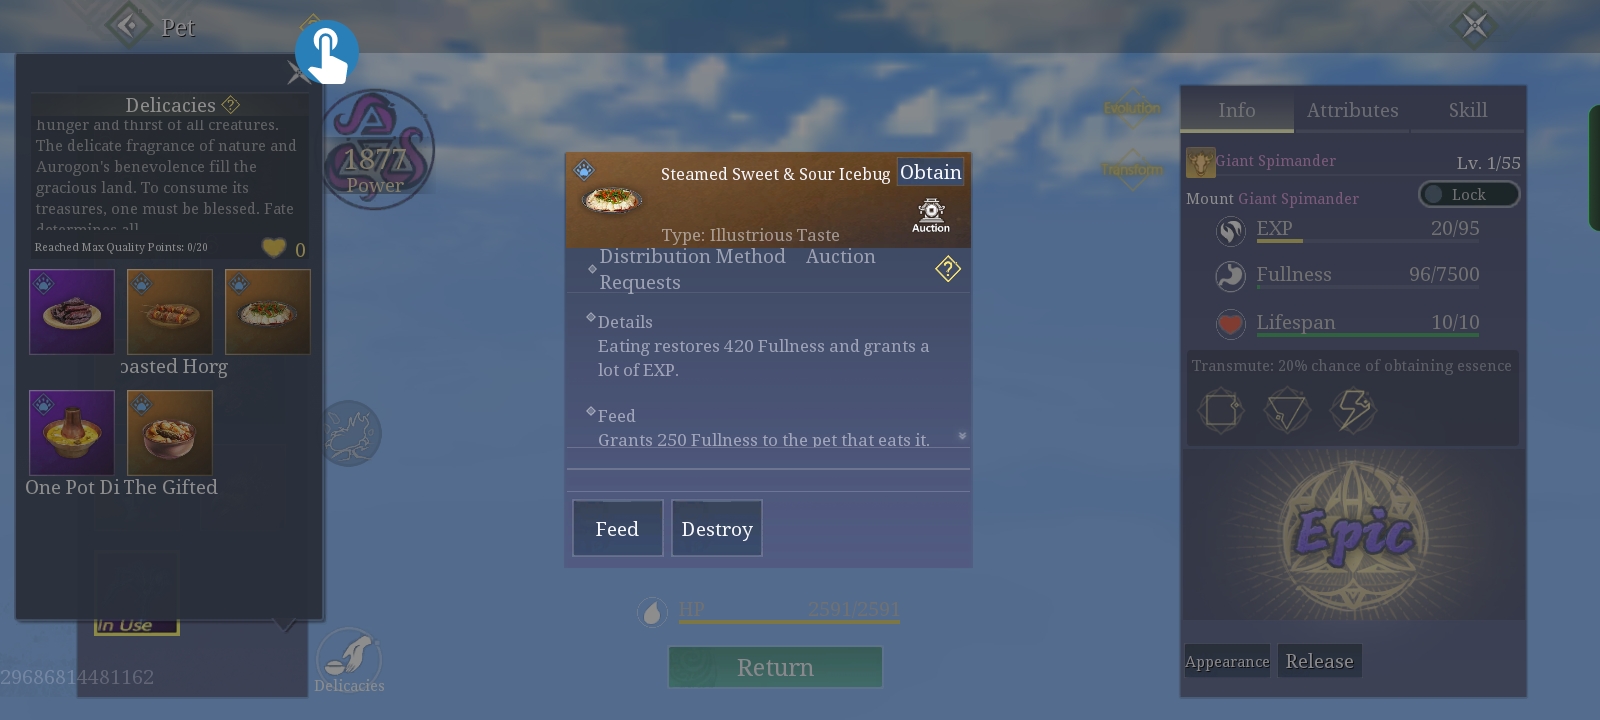 Pet
Delicacies
hunger and thirst of all creatures.
The delicate fragrance of nature and
Aurogon's benevolence fill the
gracious land. To consume its
treasures, one must be blessed. Fate
determines all
Reached Max Quality Points: 0/20
0
oasted Horg
One Pot Di
The Gifted
In Use
29686814481162
1877
Power
Delicacies
Steamed Sweet & Sour Icebug
Obtain
Auction
Type: Illustrious Taste
Distribution Method Auction
Requests
Details
Eating restores 420 Fullness and grants a
lot of EXP.
Feed
Grants 250 Fullness to the pet that eats it.
Feed
Destroy
HP 2591/2591
Return
Evolution
Transform
Info
Attributes
Skill
Giant Spimander
Lv. 1/55
Mount Giant Spimander
Lock
EXP 20/95
Fullness 96/7500
Lifespan 10/10
Transmute: 20% chance of obtaining essence
Epic
Appearance
Release